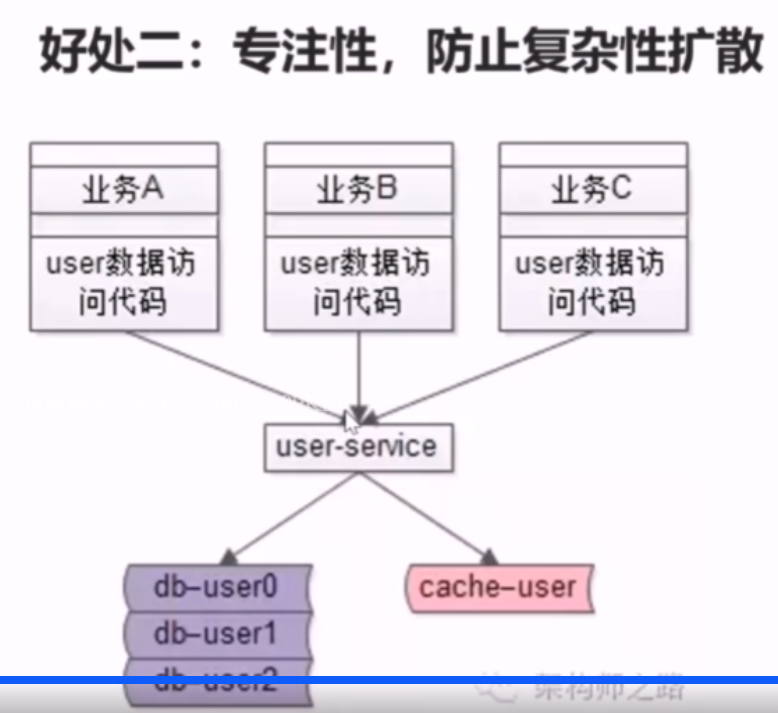 好处二：专注性，防止复杂性扩散
业务A
业务B
业务C
user数据访
问代码
user数据访
问代码
user数据访
问代码
user-service
db-user0
cache-user
db-user1
db-user2
架构师之路